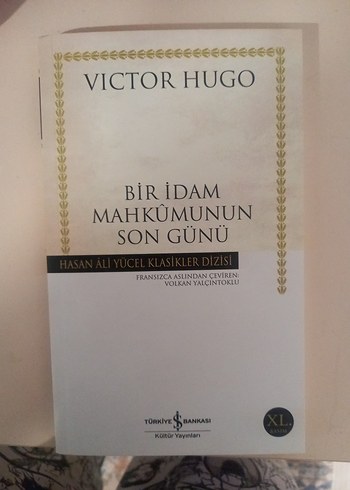 VICTOR HUGO
BİR İDAM
MAHKÛMUNUN
SON GÜNÜ
HASAN ÂLİ YÜCEL KLASİKLER DİZİSİ
FRANSIZCA ASLINDAN ÇEVİREN:
VOLKAN YALÇINTOKLU
TÜRKİYE İŞ BANKASI
Kültür Yayınları
XL.
BASIM